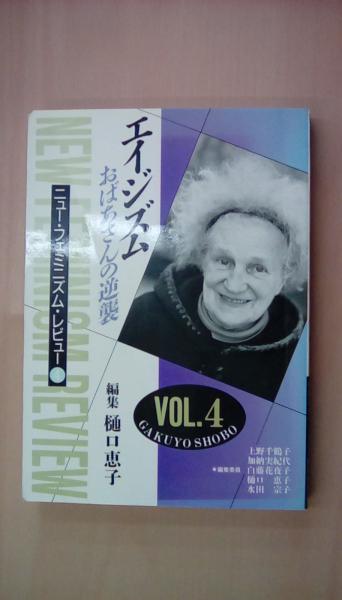 エイジズム
おばあさんの逆襲
NEW FEMINISM REVIEW
ニュー・フェミニズム・レビュー 4
編集 樋口恵子
VOL.4
GAKUYO SHOBO
*編集委員
上野千鶴子
加納実紀代
白藤花夜子
樋口恵子
水田宗子